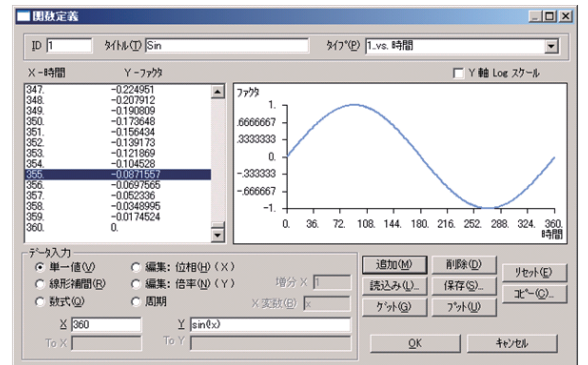 関数定義
ID 1 タイトル(T) Sin タイプ(P) 1..vs. 時間
X -時間 Y -ファクタ Y 軸 Log スケール
347. -0.224951
348. -0.207912
349. -0.190809
350. -0.173648
351. -0.156434
352. -0.139173
353. -0.121869
354. -0.104528
355. -0.0871557
356. -0.0697565
357. -0.052336
358. -0.0348995
359. -0.0174524
360. 0.
ファクタ
1.
.6666667
.3333333
0.
-.333333
-.666667
-1.
0. 36. 72. 108. 144. 180. 216. 252. 288. 324. 360.
時間
データ入力
単一値(V) 編集: 位相(H) (X)
線形補間(R) 編集: 倍率(N) (Y) 増分 X 1
数式(Q) 周期 X 変数(B) x
X 360 Y sin(!x)
To X To Y
追加(M) 削除(D) リセット(E)
読込み(L)... 保存(S)... コピー(C)...
ゲット(G) プット(U)
OK キャンセル